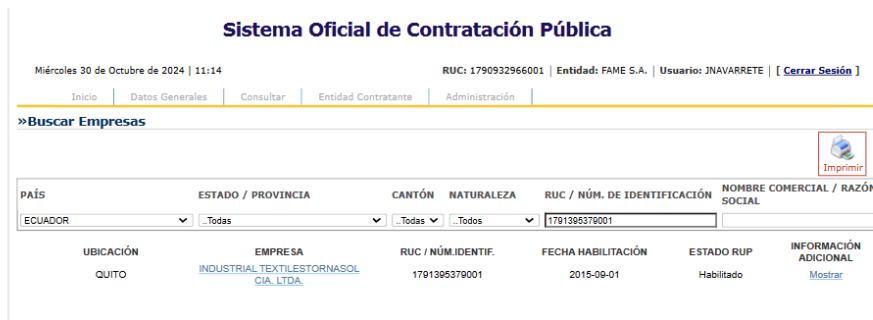 Sistema Oficial de Contratación Pública
Miércoles 30 de Octubre de 2024 | 11:14 RUC: 1790932966001 | Entidad: FAME S.A. | Usuario: JNAVARRETE | [ Cerrar Sesión ]
Inicio Datos Generales Consultar Entidad Contratante Administración
»Buscar Empresas
Imprimir
PAÍS ESTADO / PROVINCIA CANTÓN NATURALEZA RUC / NÚM. DE IDENTIFICACIÓN NOMBRE COMERCIAL / RAZÓN
SOCIAL
ECUADOR ..Todas ..Todas ..Todos 1791395379001
UBICACIÓN EMPRESA RUC / NÚM.IDENTIF. FECHA HABILITACIÓN ESTADO RUP INFORMACIÓN
ADICIONAL
QUITO INDUSTRIAL TEXTILESTORNASOL 1791395379001 2015-09-01 Habilitado Mostrar
CIA. LTDA.